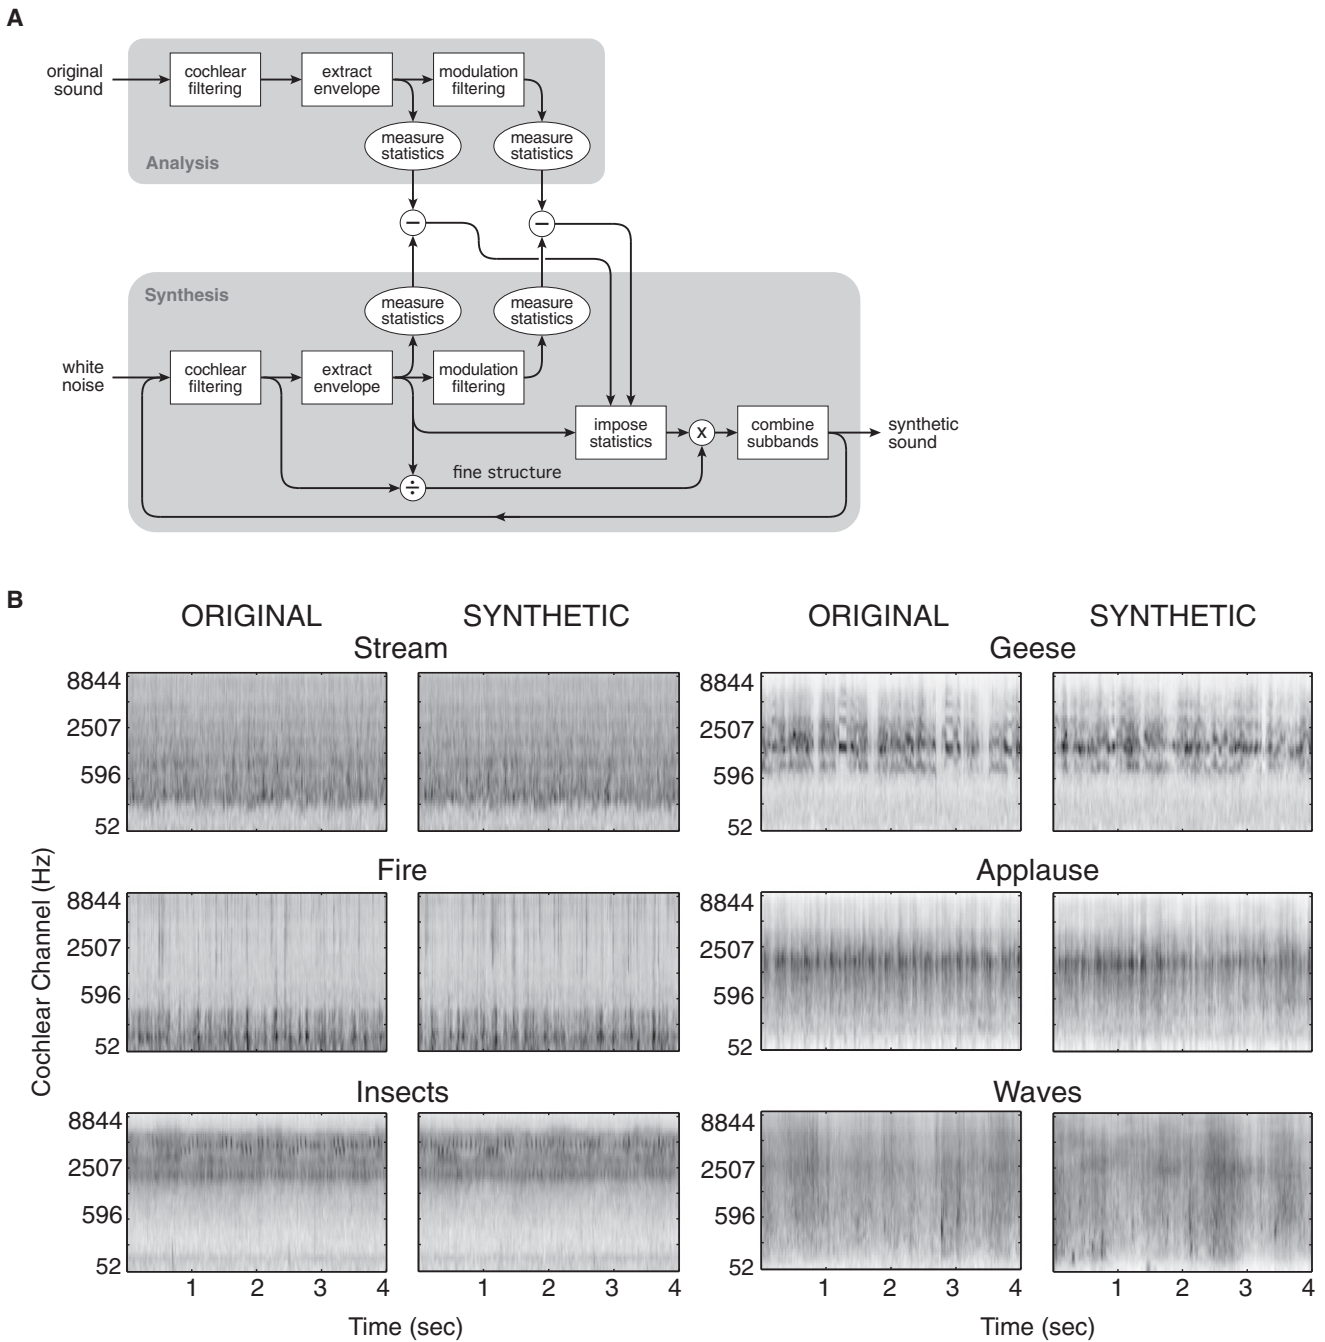 A
original
sound
cochlear
filtering
extract
envelope
modulation
filtering
measure
statistics
measure
statistics
Analysis
−
−
Synthesis
measure
statistics
measure
statistics
white
noise
cochlear
filtering
extract
envelope
modulation
filtering
impose
statistics
x
combine
subbands
synthetic
sound
fine structure
÷
B
ORIGINAL SYNTHETIC ORIGINAL SYNTHETIC
Stream
8844
2507
596
52
Geese
8844
2507
596
52
Cochlear Channel (Hz)
Fire
8844
2507
596
52
Applause
8844
2507
596
52
Insects
8844
2507
596
52
1 2 3 4 1 2 3 4
Time (sec)
Waves
8844
2507
596
52
1 2 3 4 1 2 3 4
Time (sec)